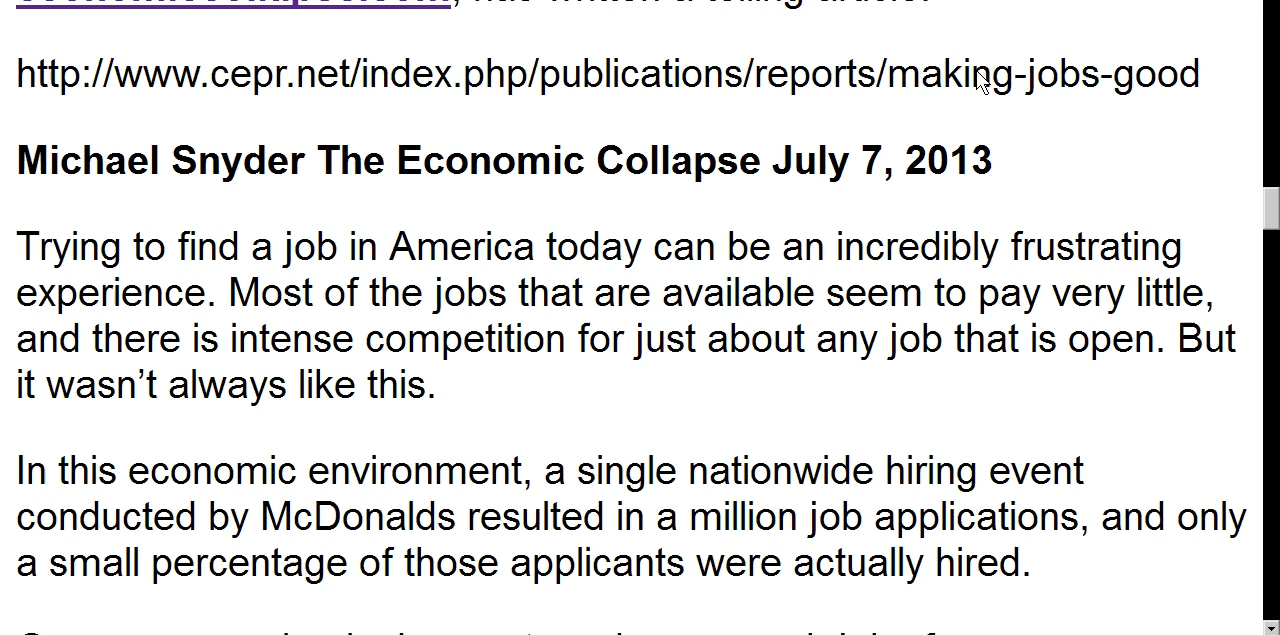 http://www.cepr.net/index.php/publications/reports/making-jobs-good
Michael Snyder The Economic Collapse July 7, 2013
Trying to find a job in America today can be an incredibly frustrating
experience. Most of the jobs that are available seem to pay very little,
and there is intense competition for just about any job that is open. But
it wasn’t always like this.
In this economic environment, a single nationwide hiring event
conducted by McDonalds resulted in a million job applications, and only
a small percentage of those applicants were actually hired.